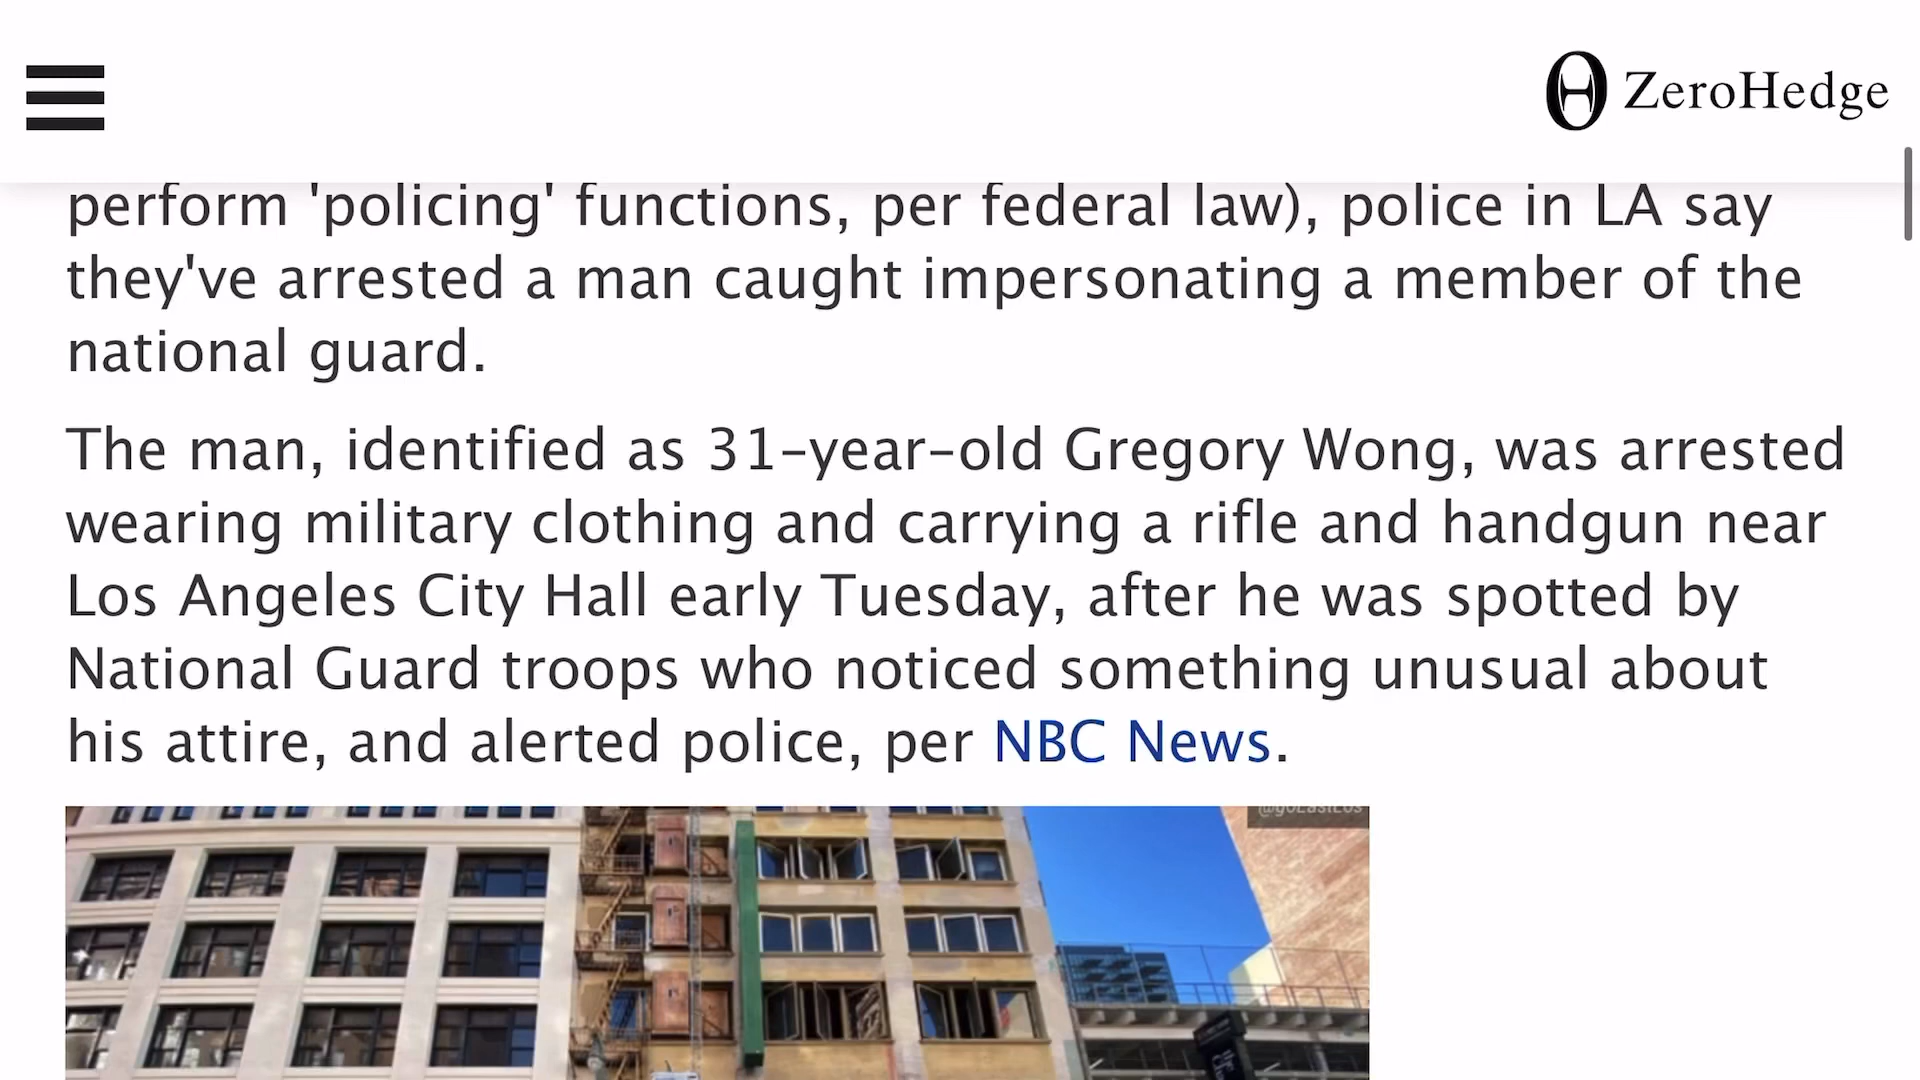 ZeroHedge
perform 'policing' functions, per federal law), police in LA say
they've arrested a man caught impersonating a member of the
national guard.
The man, identified as 31-year-old Gregory Wong, was arrested
wearing military clothing and carrying a rifle and handgun near
Los Angeles City Hall early Tuesday, after he was spotted by
National Guard troops who noticed something unusual about
his attire, and alerted police, per NBC News.
@goEastLos